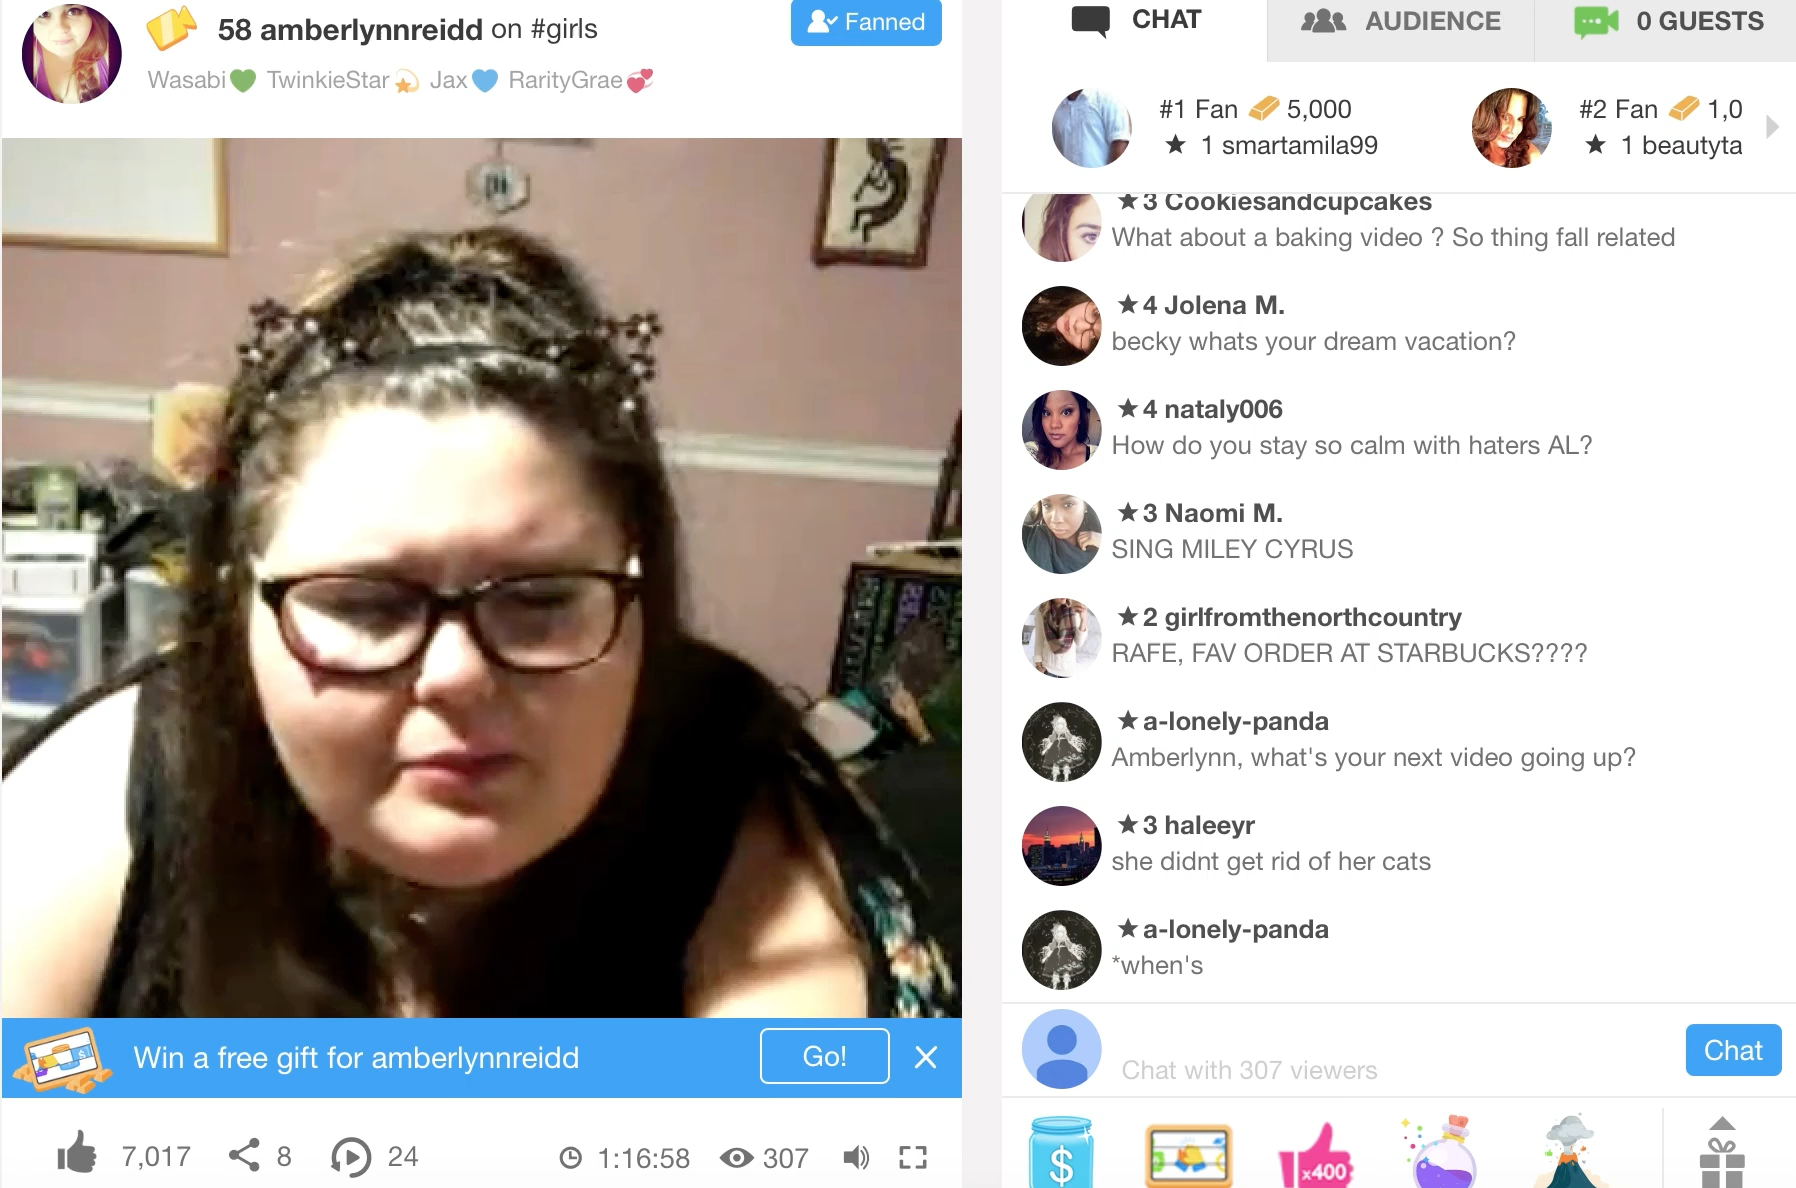 58 amberlynnreidd on #girls
Wasabi💚 TwinkieStar💫 Jax💙 RarityGrae💞
Fanned
Win a free gift for amberlynnreidd
Go!
7,017
8
24
1:16:58
307
CHAT
AUDIENCE
0 GUESTS
#1 Fan 5,000
★ 1 smartamila99
#2 Fan 1,0
★ 1 beautyta
★3 Cookiesandcupcakes
What about a baking video ? So thing fall related
★4 Jolena M.
becky whats your dream vacation?
★4 nataly006
How do you stay so calm with haters AL?
★3 Naomi M.
SING MILEY CYRUS
★2 girlfromthenorthcountry
RAFE, FAV ORDER AT STARBUCKS????
★a-lonely-panda
Amberlynn, what's your next video going up?
★3 haleeyr
she didnt get rid of her cats
★a-lonely-panda
*when's
Chat with 307 viewers
Chat
$
x400